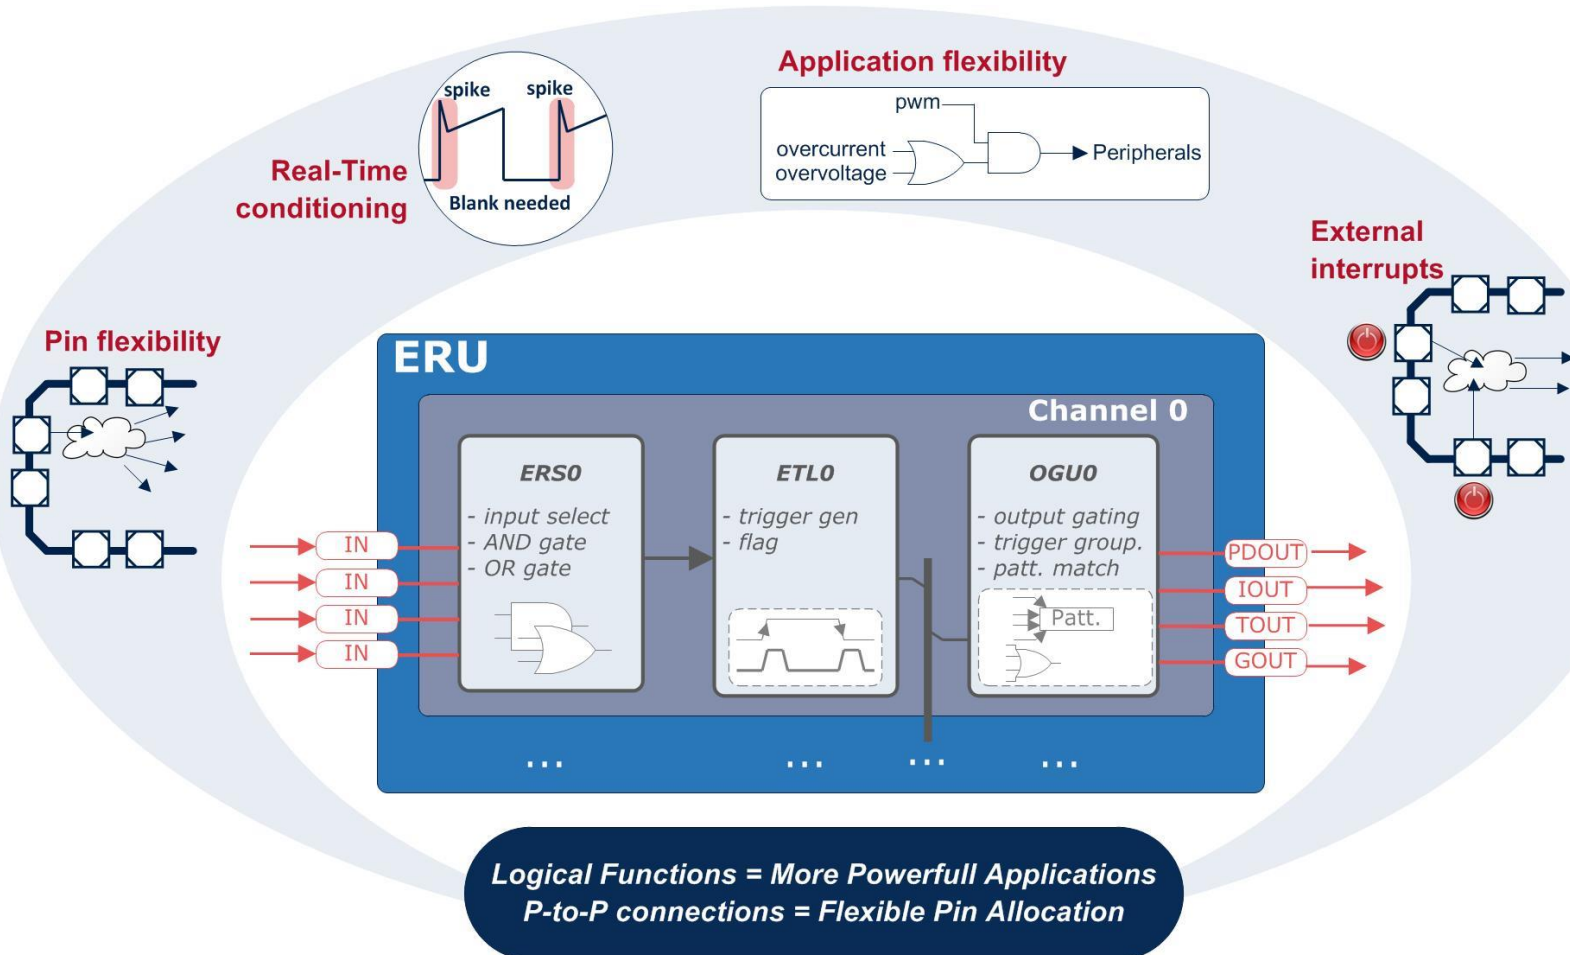 Application flexibility
pwm
overcurrent
overvoltage
Peripherals
spike
spike
Blank needed
Real-Time
conditioning
External
interrupts
Pin flexibility
ERU
Channel 0
ERS0
- input select
- AND gate
- OR gate
ETL0
- trigger gen
- flag
OGU0
- output gating
- trigger group.
- patt. match
Patt.
IN
IN
IN
IN
PDOUT
IOUT
TOUT
GOUT
... ... ... ...
Logical Functions = More Powerfull Applications
P-to-P connections = Flexible Pin Allocation